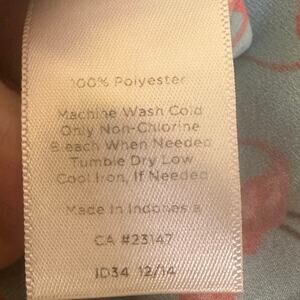 100% Polyester
Machine Wash Cold
Only Non-Chlorine
Bleach When Needed
Tumble Dry Low
Cool Iron, If Needed
Made in Indonesia
CA #23147
ID34 12/14